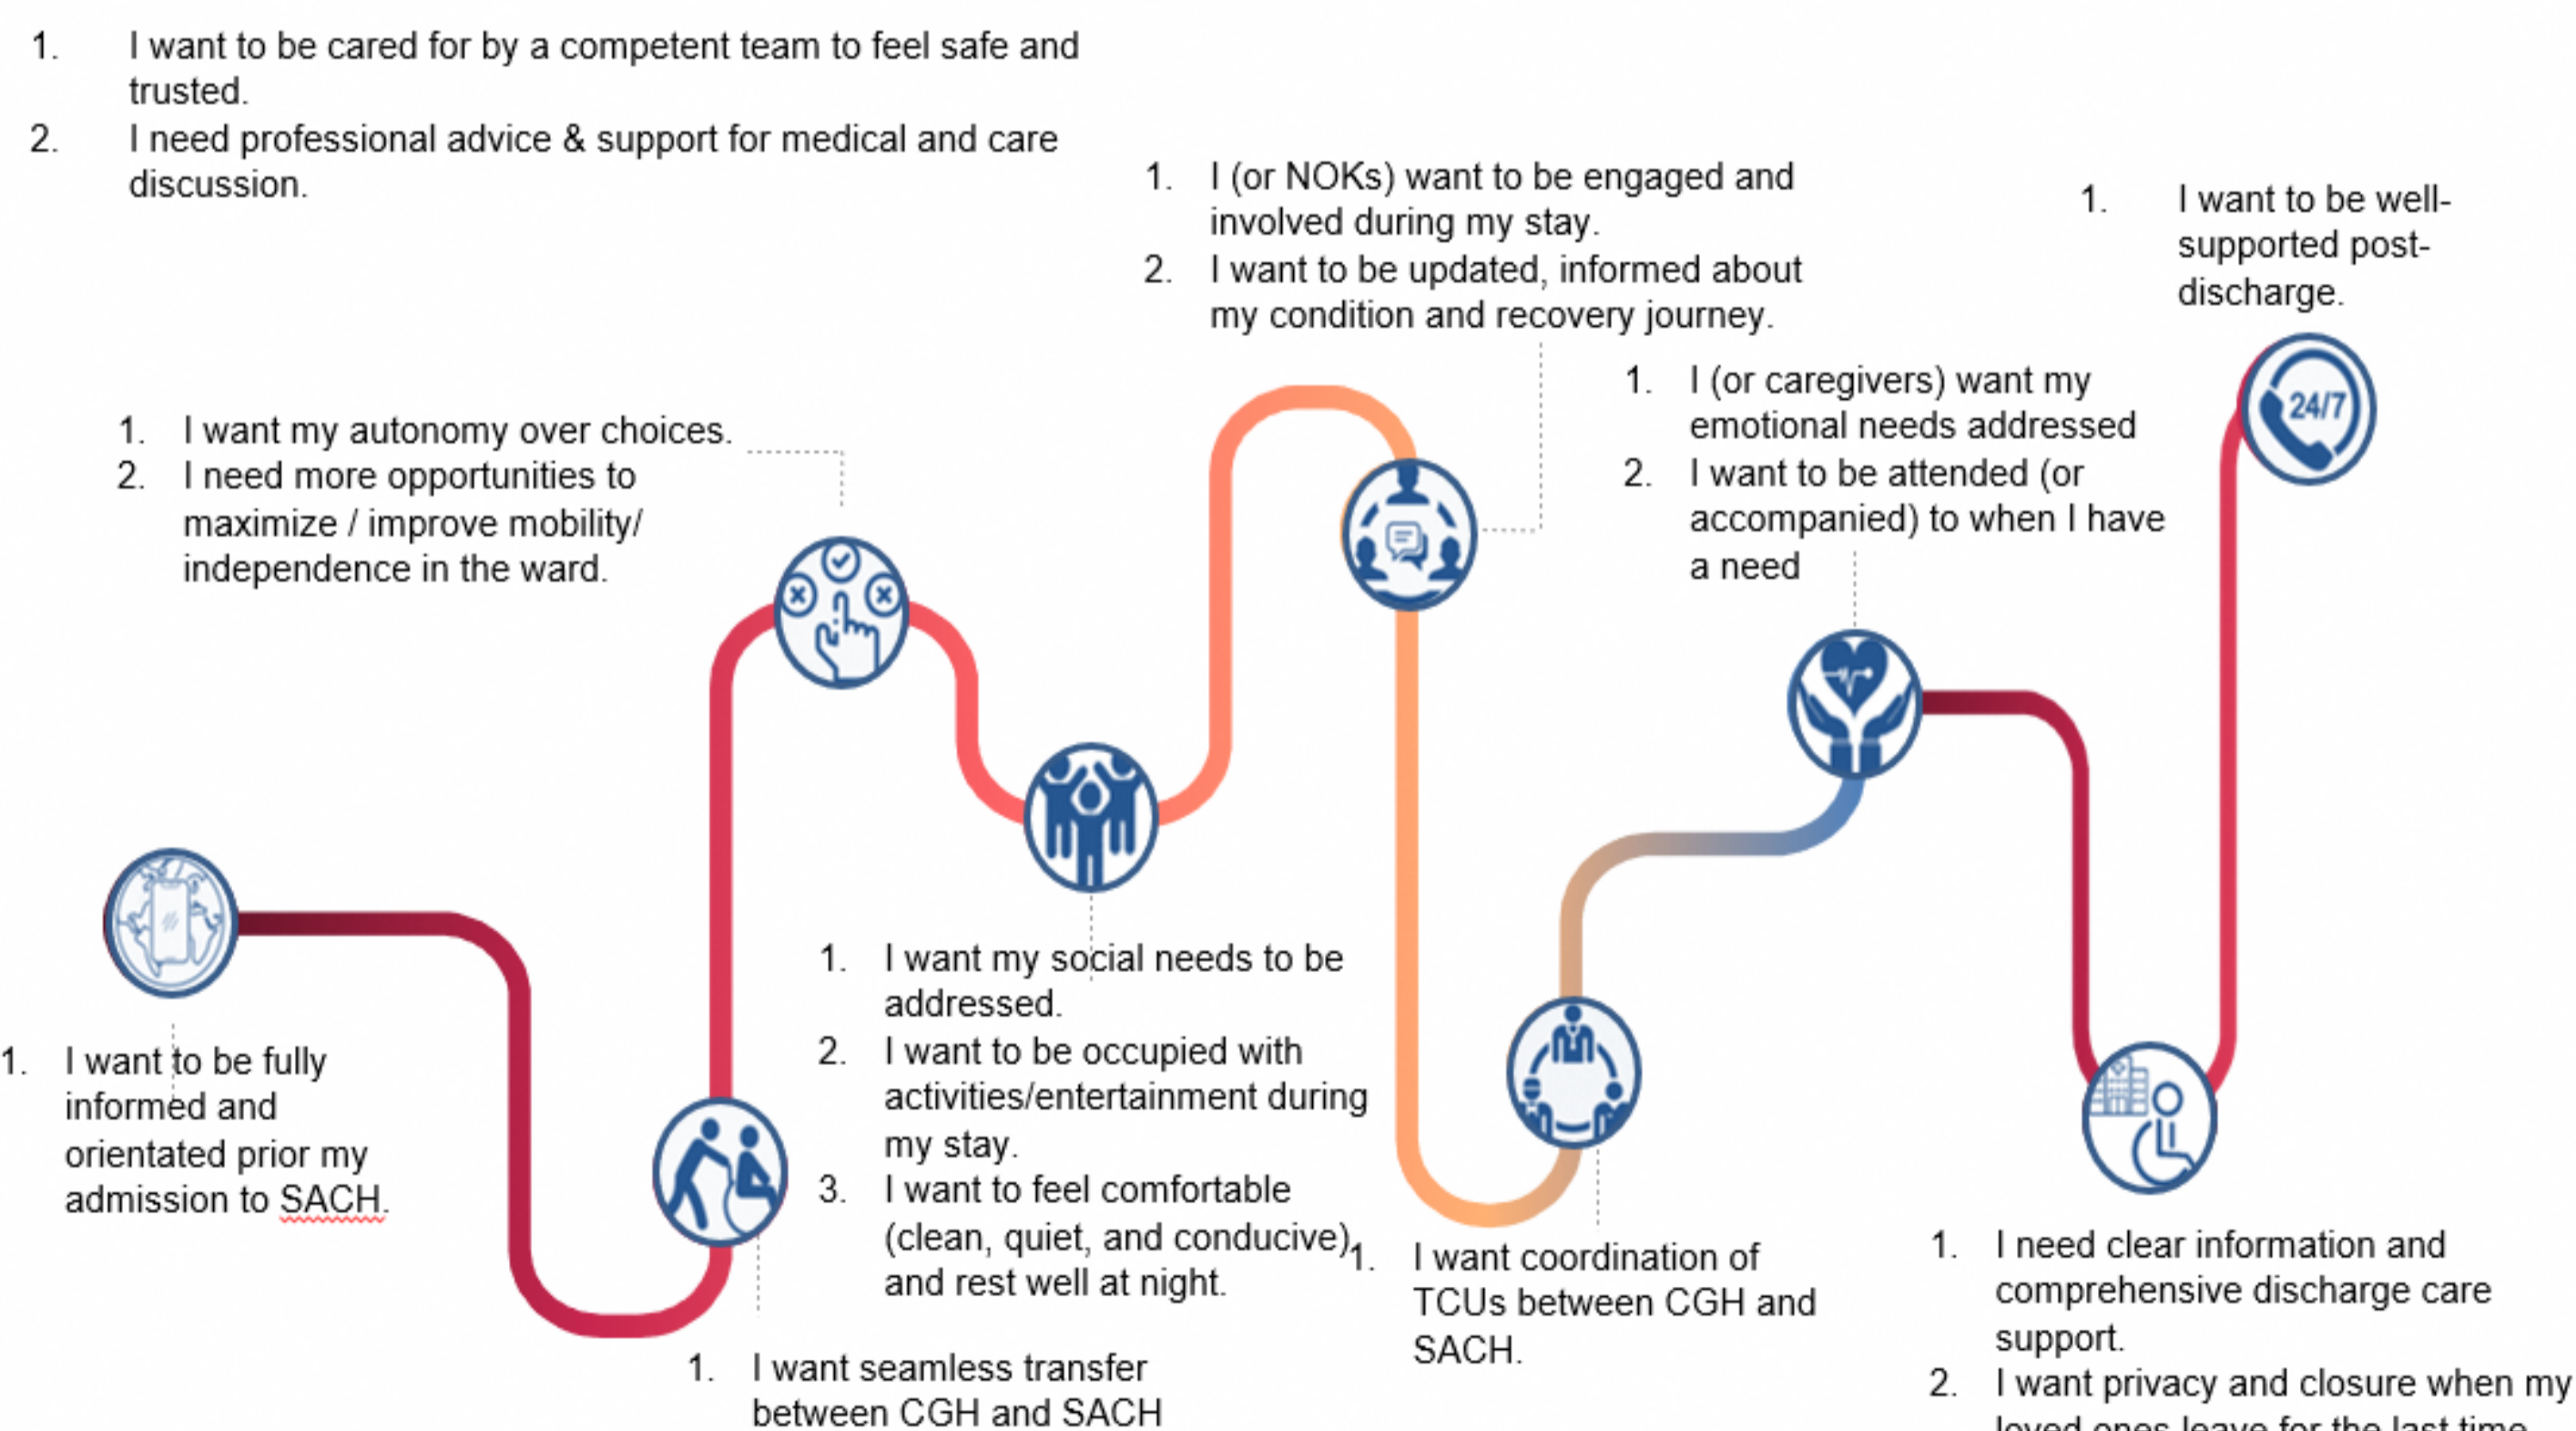 1. I want to be cared for by a competent team to feel safe and
trusted.
2. I need professional advice & support for medical and care
discussion.
1. I (or NOKs) want to be engaged and
involved during my stay.
2. I want to be updated, informed about
my condition and recovery journey.
1. I want to be well-
supported post-
discharge.
1. I (or caregivers) want my
emotional needs addressed
2. I want to be attended (or
accompanied) to when I have
a need
24/7
1. I want my autonomy over choices.
2. I need more opportunities to
maximize / improve mobility/
independence in the ward.
1. I want to be fully
informed and
orientated prior my
admission to SACH.
1. I want my social needs to be
addressed.
2. I want to be occupied with
activities/entertainment during
my stay.
3. I want to feel comfortable
(clean, quiet, and conducive),
and rest well at night.
1. I want seamless transfer
between CGH and SACH
1. I want coordination of
TCUs between CGH and
SACH.
1. I need clear information and
comprehensive discharge care
support.
2. I want privacy and closure when my
loved ones leave for the last time